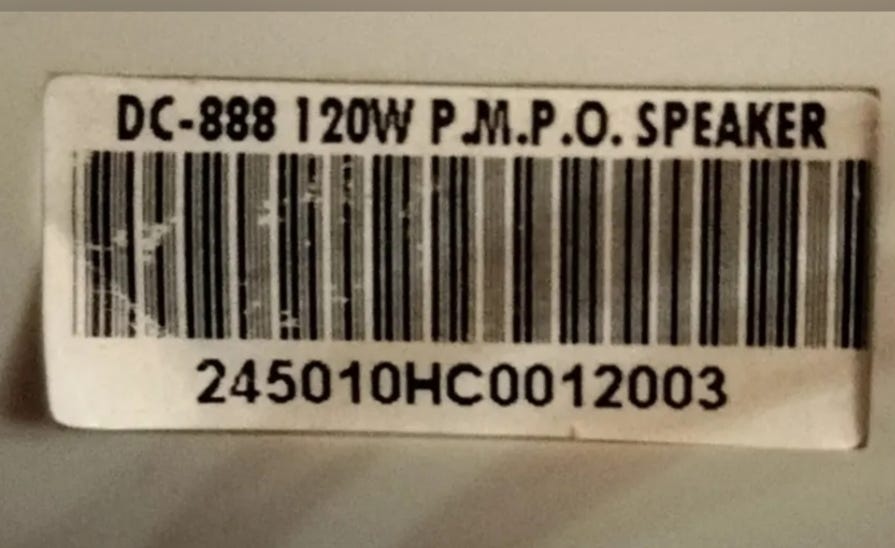 DC-888 120W P.M.P.O. SPEAKER
245010HC0012003